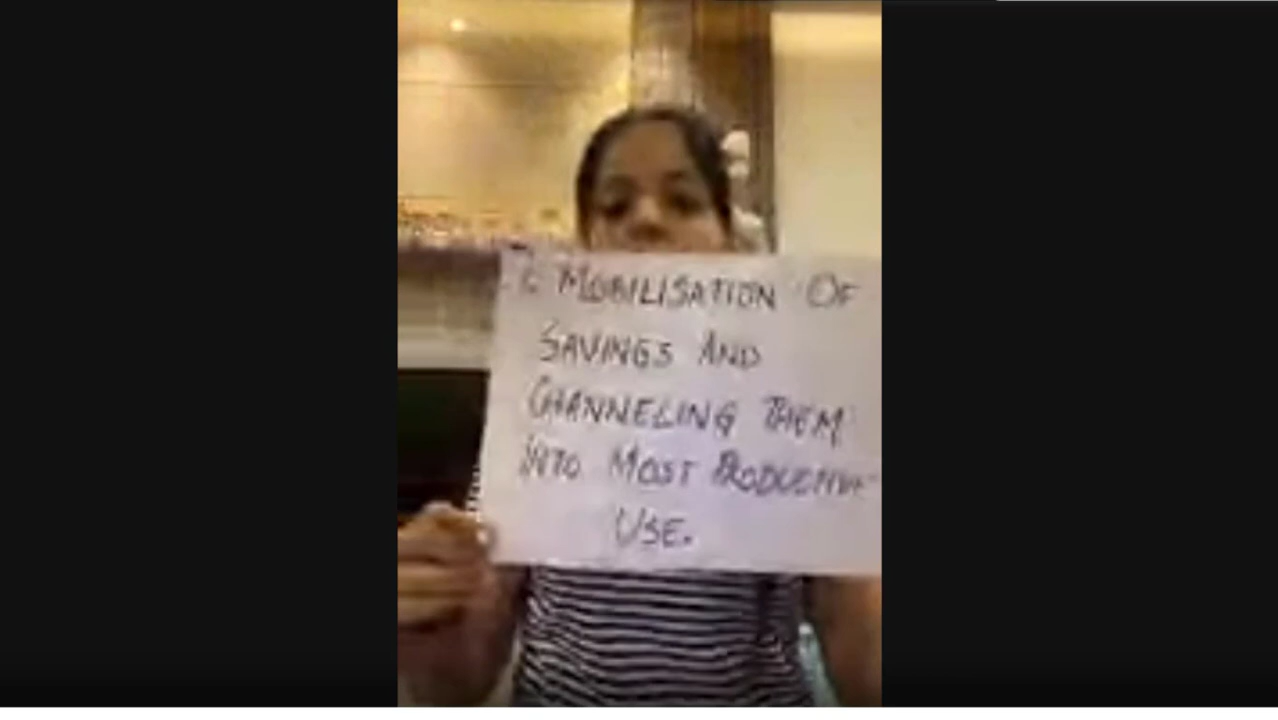 MOBILISATION OF
SAVINGS AND
CHANNELING THEM
INTO MOST PRODUCTIVE
USE.